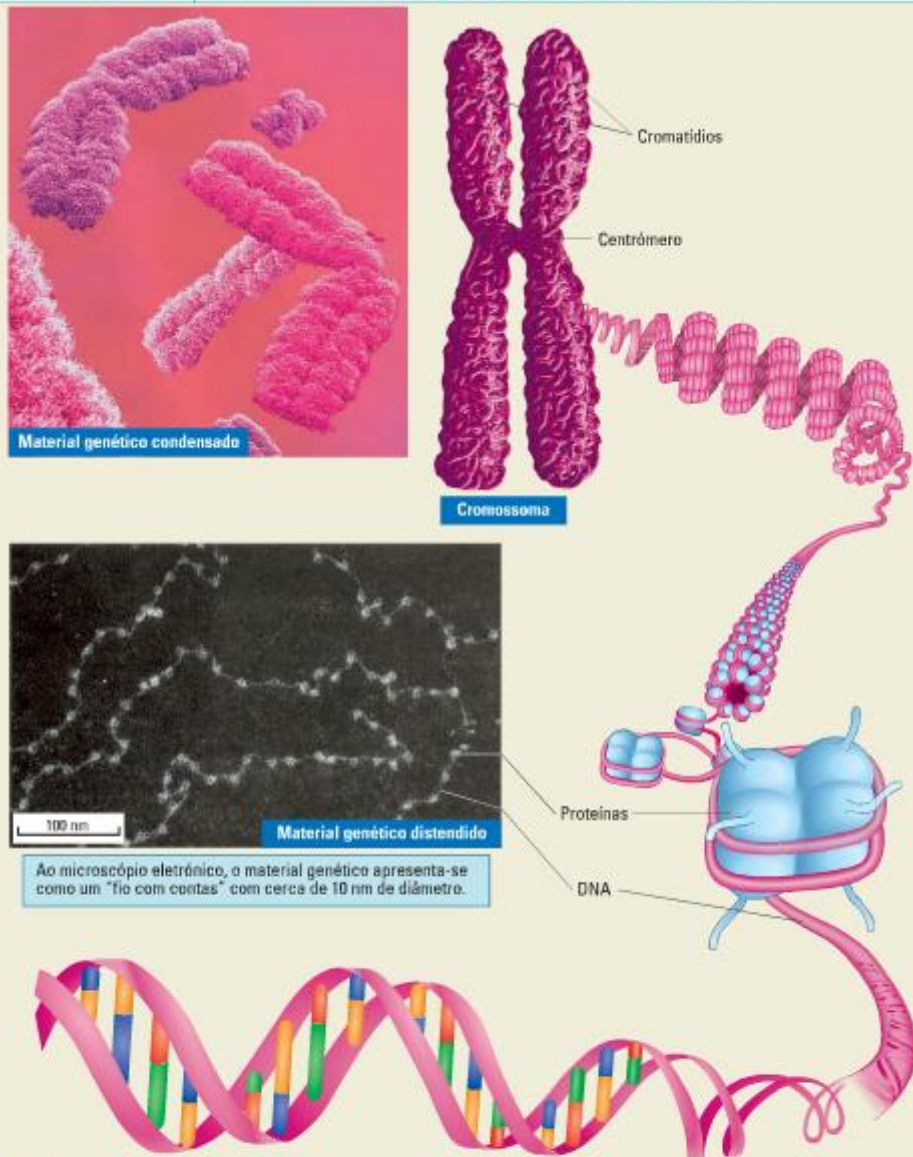 Cromatídios
Centrómero
Material genético condensado
Cromossoma
100 nm
Material genético distendido
Proteínas
Ao microscópio eletrónico, o material genético apresenta-se
como um "fio com contas" com cerca de 10 nm de diâmetro.
DNA